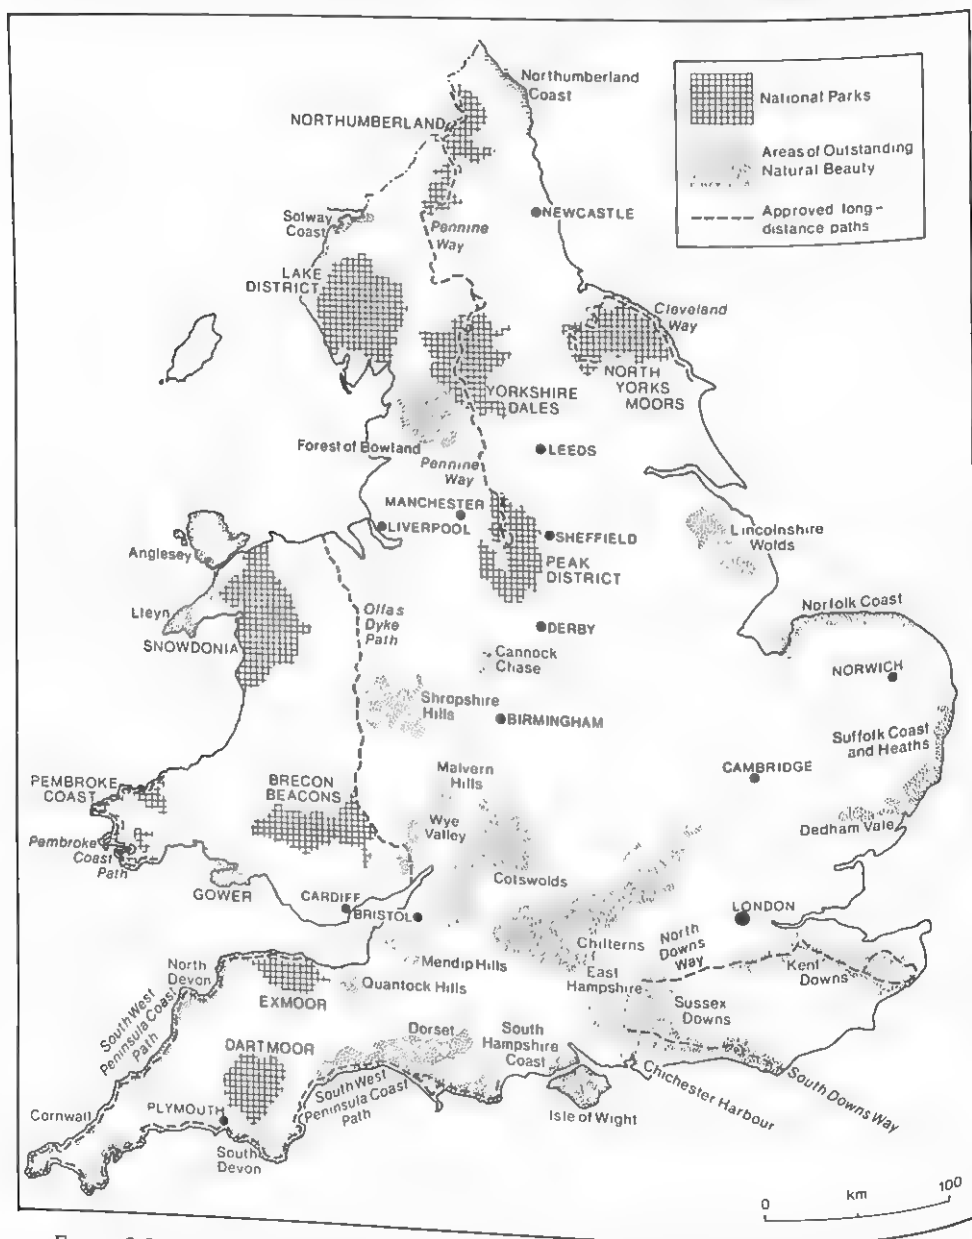 Northumberland
Coast
National Parks
NORTHUMBERLAND
Areas of Outstanding
Natural Beauty
Solway
Coast
NEWCASTLE
Approved long-
distance paths
Pennine
Way
LAKE
DISTRICT
Cleveland
Way
NORTH
YORKS
MOORS
YORKSHIRE
DALES
Forest of Bowland
LEEDS
Pennine
Way
MANCHESTER
LIVERPOOL
SHEFFIELD
Lincolnshire
Wolds
Anglesey
PEAK
DISTRICT
Lleyn
SNOWDONIA
Offas
Dyke
Path
Norfolk Coast
DERBY
Cannock
Chase
NORWICH
Shropshire
Hills
BIRMINGHAM
Suffolk Coast
and Heaths
CAMBRIDGE
Malvern
Hills
PEMBROKE
COAST
BRECON
BEACONS
Wye
Valley
Dedham Vale
Pembroke
Coast
Path
Cotswolds
GOWER
CARDIFF
BRISTOL
LONDON
Chilterns
North
Downs
Way
Kent
Downs
Mendip Hills
East
Hampshire
North
Devon
Quantock Hills
EXMOOR
Sussex
Downs
South West
Peninsula Coast
Path
Dorset
South
Hampshire
Coast
DARTMOOR
South West
Peninsula Coast
Path
Chichester Harbour
South Downs Way
Isle of Wight
Cornwall
PLYMOUTH
South
Devon
0 km 100